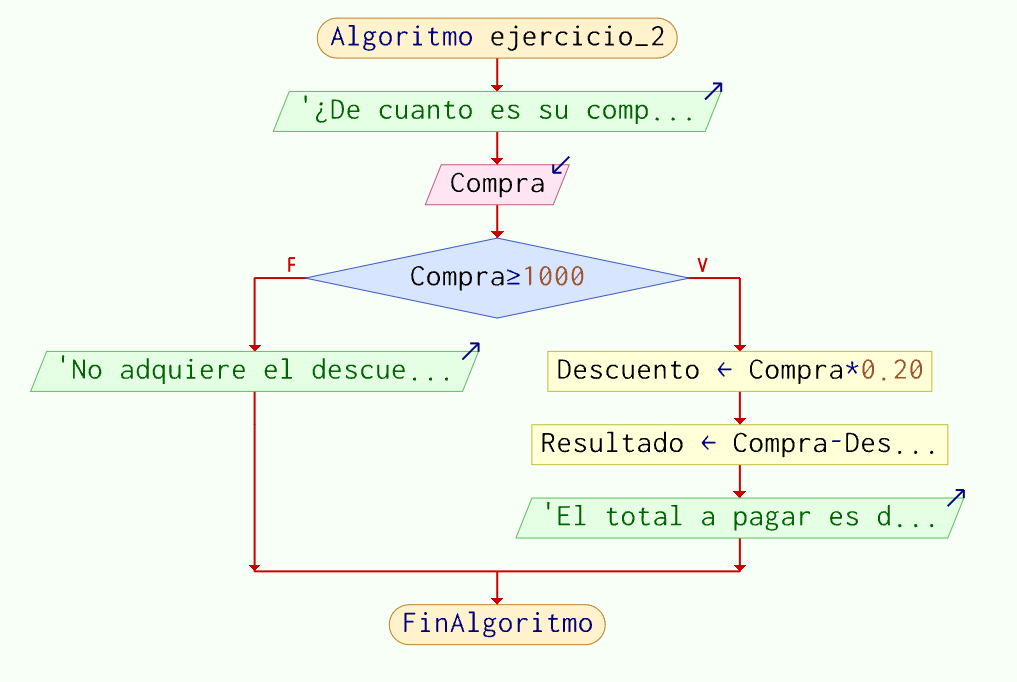 Algoritmo ejercicio_2
'¿De cuanto es su comp...
Compra
F
V
Compra≥1000
'No adquiere el descue...
Descuento ← Compra*0.20
Resultado ← Compra-Des...
'El total a pagar es d...
FinAlgoritmo